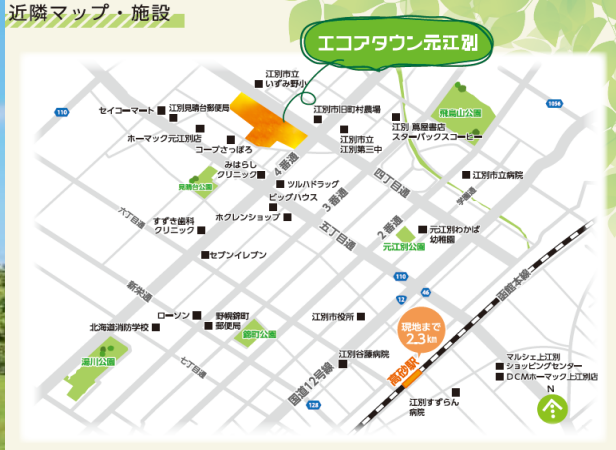 近隣マップ・施設
エコアタウン元江別
江別市立
いずみ野小
セイコーマート
江別見晴台郵便局
江別市旧町村農場
飛鳥山公園
110
1056
ホーマック元江別店
コープさっぽろ
江別市立
江別第三中
江別 蔦屋書店
スターバックスコーヒー
みはらし
クリニック
4番通
四丁目通
江別市立病院
見晴台公園
ツルハドラッグ
3番通
学園通
ビッグハウス
ホクレンショップ
六丁目通
すずき歯科
クリニック
五丁目通
2番通
元江別わかば
幼稚園
元江別公園
セブンイレブン
110
新栄通
46
12
函館本線
ローソン
野幌錦町
郵便局
江別市役所
現地まで
2.3km
北海道消防学校
錦町公園
湯川公園
七丁目通
江別谷藤病院
高砂駅
マルシェ上江別
ショッピングセンター
DCMホーマック上江別店
国道12号線
128
江別すずらん
病院
N